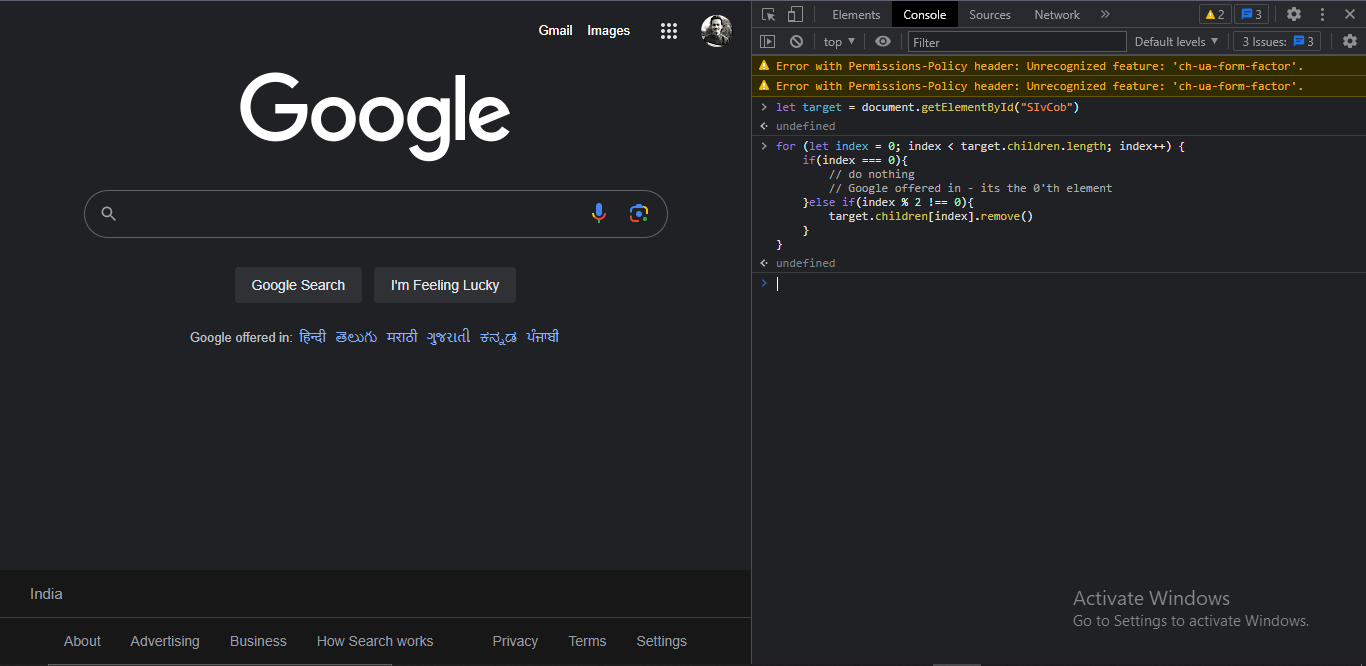 Gmail Images
Google
Google Search I'm Feeling Lucky
Google offered in: हिन्दी తెలుగు मराठी ગુજરાતી ಕನ್ನಡ ਪੰਜਾਬੀ
India
About Advertising Business How Search works Privacy Terms Settings
Elements Console Sources Network » 2 3
top ▼ Filter Default levels ▼ 3 Issues: 3
Error with Permissions-Policy header: Unrecognized feature: 'ch-ua-form-factor'.
Error with Permissions-Policy header: Unrecognized feature: 'ch-ua-form-factor'.
let target = document.getElementById("SIvCob")
undefined
for (let index = 0; index < target.children.length; index++) {
if(index === 0){
// do nothing
// Google offered in - its the 0'th element
}else if(index % 2 !== 0){
target.children[index].remove()
}
}
undefined
Activate Windows
Go to Settings to activate Windows.